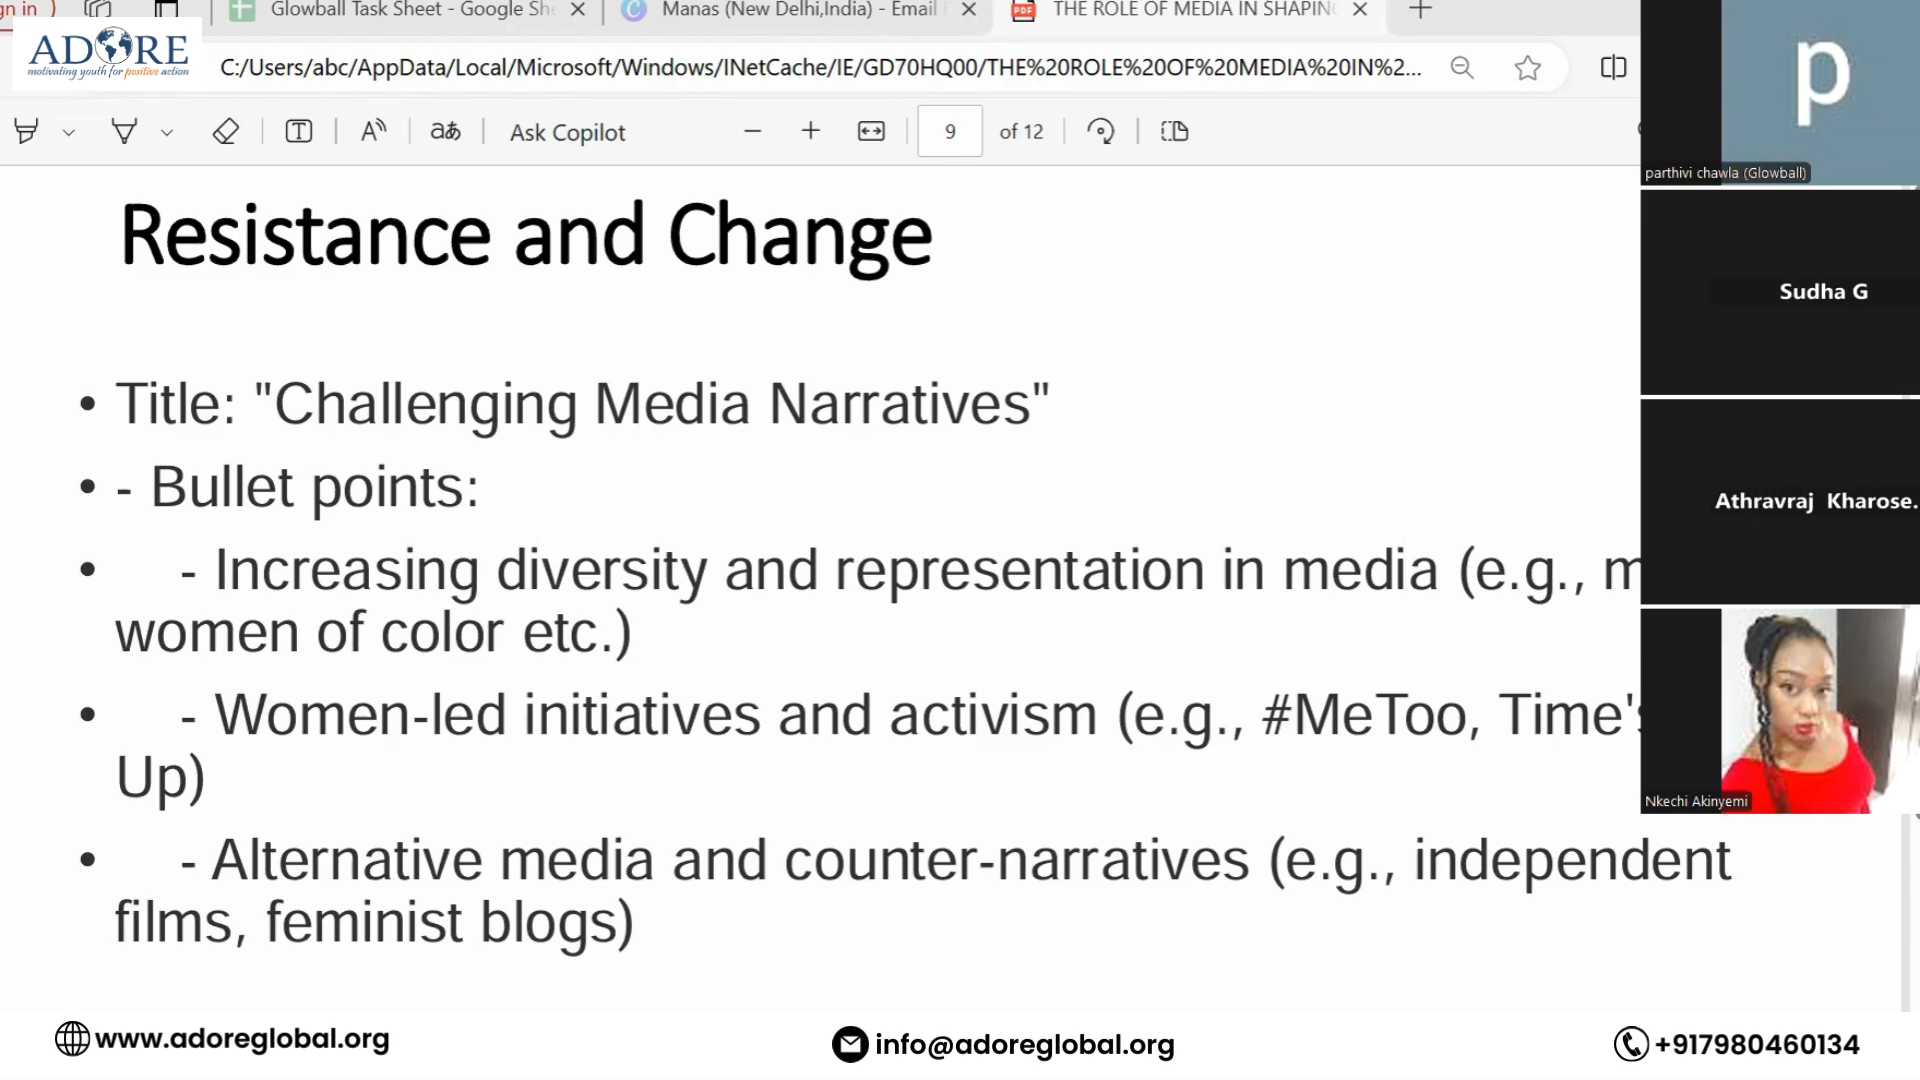 gn in )
Glowball Task Sheet - Google She
Manas (New Delhi,India) - Email
THE ROLE OF MEDIA IN SHAPING
ADORE
motivating youth for positive action
C:/Users/abc/AppData/Local/Microsoft/Windows/INetCache/IE/GD70HQ00/THE%20ROLE%20OF%20MEDIA%20IN%2...
Ask Copilot
9 of 12
p
parthivi chawla (Glowball)
Resistance and Change
Sudha G
• Title: "Challenging Media Narratives"
• - Bullet points:
Athravraj Kharose.
• - Increasing diversity and representation in media (e.g., m
women of color etc.)
• - Women-led initiatives and activism (e.g., #MeToo, Time's
Up)
Nkechi Akinyemi
• - Alternative media and counter-narratives (e.g., independent
films, feminist blogs)
www.adoreglobal.org
info@adoreglobal.org
+917980460134